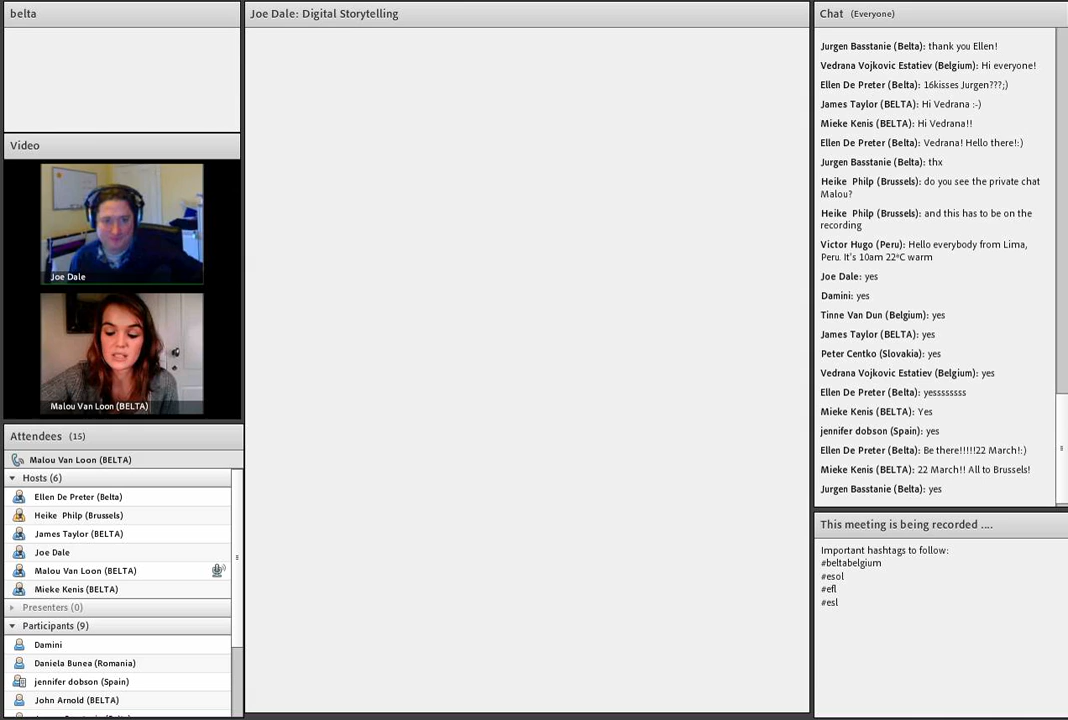 belta
Video
Joe Dale
Malou Van Loon (BELTA)
Attendees (15)
Malou Van Loon (BELTA)
Hosts (6)
Ellen De Preter (Belta)
Heike Philp (Brussels)
James Taylor (BELTA)
Joe Dale
Malou Van Loon (BELTA)
Mieke Kenis (BELTA)
Presenters (0)
Participants (9)
Damini
Daniela Bunea (Romania)
jennifer dobson (Spain)
John Arnold (BELTA)
Joe Dale: Digital Storytelling
Chat (Everyone)
Jurgen Basstanie (Belta): thank you Ellen!
Vedrana Vojkovic Estatiev (Belgium): Hi everyone!
Ellen De Preter (Belta): 16kisses Jurgen???;)
James Taylor (BELTA): Hi Vedrana :-)
Mieke Kenis (BELTA): Hi Vedrana!!
Ellen De Preter (Belta): Vedrana! Hello there!:)
Jurgen Basstanie (Belta): thx
Heike Philp (Brussels): do you see the private chat
Malou?
Heike Philp (Brussels): and this has to be on the
recording
Victor Hugo (Peru): Hello everybody from Lima,
Peru. It's 10am 22ºC warm
Joe Dale: yes
Damini: yes
Tinne Van Dun (Belgium): yes
James Taylor (BELTA): yes
Peter Centko (Slovakia): yes
Vedrana Vojkovic Estatiev (Belgium): yes
Ellen De Preter (Belta): yessssssss
Mieke Kenis (BELTA): Yes
jennifer dobson (Spain): yes
Ellen De Preter (Belta): Be there!!!!!22 March!:)
Mieke Kenis (BELTA): 22 March!! All to Brussels!
Jurgen Basstanie (Belta): yes
This meeting is being recorded ....
Important hashtags to follow:
#beltabelgium
#esol
#efl
#esl